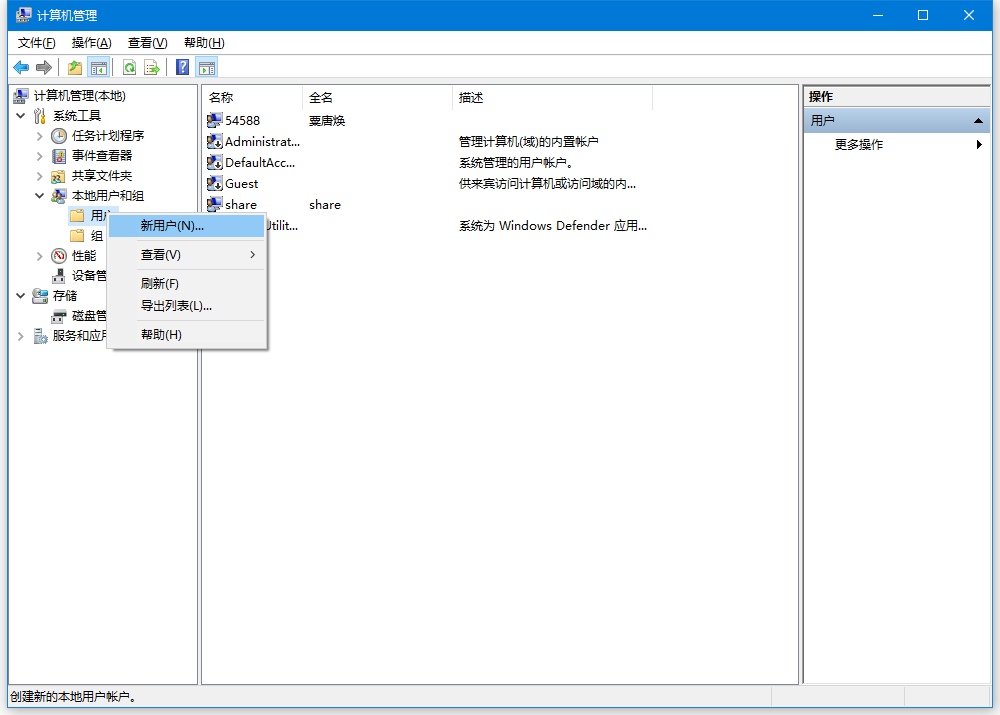 计算机管理
文件(F) 操作(A) 查看(V) 帮助(H)
计算机管理(本地)
系统工具
任务计划程序
事件查看器
共享文件夹
本地用户和组
用户
组
性能
设备管
存储
磁盘管
服务和应用
新用户(N)...
查看(V)
刷新(F)
导出列表(L)...
帮助(H)
名称 全名 描述
54588 粟唐焕
Administrat... 管理计算机(域)的内置帐户
DefaultAcc... 系统管理的用户帐户。
Guest 供来宾访问计算机或访问域的内...
share share
Utilit... 系统为 Windows Defender 应用...
操作
用户
更多操作
创建新的本地用户帐户。